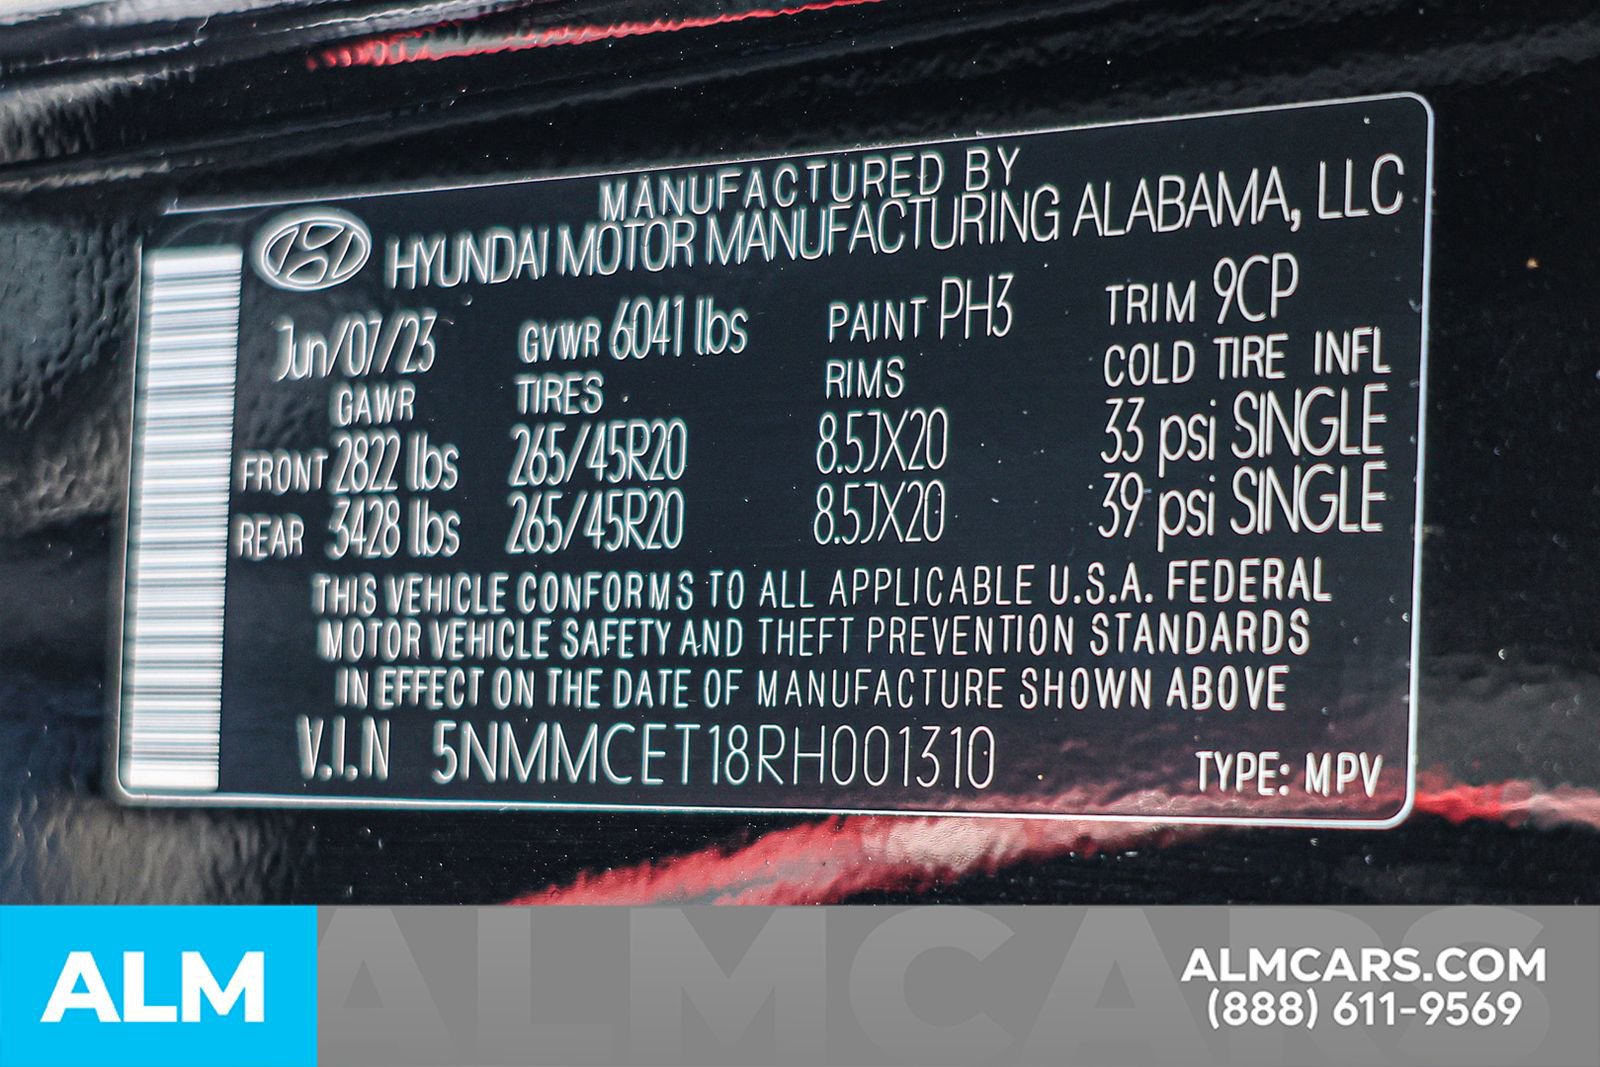 MANUFACTURED BY
HYUNDAI MOTOR MANUFACTURING ALABAMA, LLC
Jun/07/23 GVWR 6041 lbs PAINT PH3 TRIM 9CP
GAWR TIRES RIMS COLD TIRE INFL
FRONT 2822 lbs 265/45R20 8.5JX20 33 psi SINGLE
REAR 3428 lbs 265/45R20 8.5JX20 39 psi SINGLE
THIS VEHICLE CONFORMS TO ALL APPLICABLE U.S.A. FEDERAL
MOTOR VEHICLE SAFETY AND THEFT PREVENTION STANDARDS
IN EFFECT ON THE DATE OF MANUFACTURE SHOWN ABOVE
V.I.N 5NMMCET18RH001310 TYPE: MPV
ALMCARS
ALM
ALMCARS.COM
(888) 611-9569